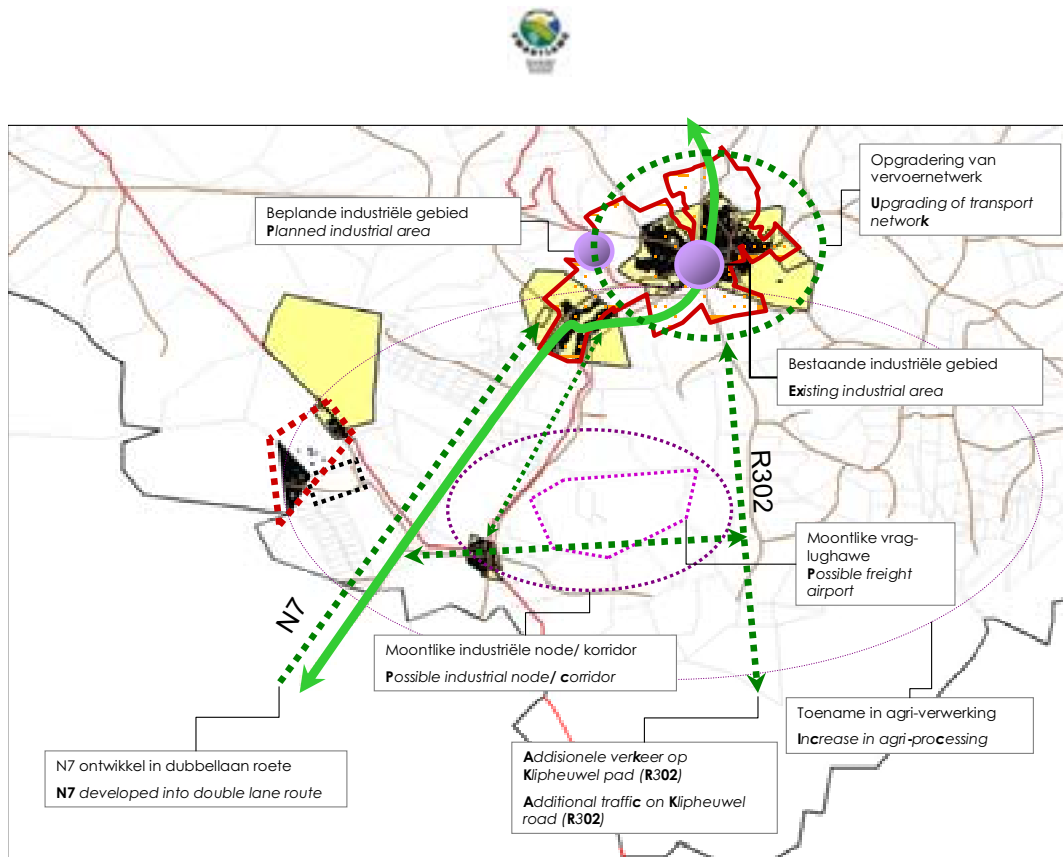 Opgradering van
vervoernetwerk
Upgrading of transport
network
Beplande industriële gebied
Planned industrial area
Bestaande industriële gebied
Existing industrial area
R302
Moontlike vrag-
lughawe
Possible freight
airport
N7
Moontlike industriële node/ korridor
Possible industrial node/ corridor
Toename in agri-verwerking
Increase in agri-processing
N7 ontwikkel in dubbellaan roete
N7 developed into double lane route
Addisionele verkeer op
Klipheuwel pad (R302)
Additional traffic on Klipheuwel
road (R302)